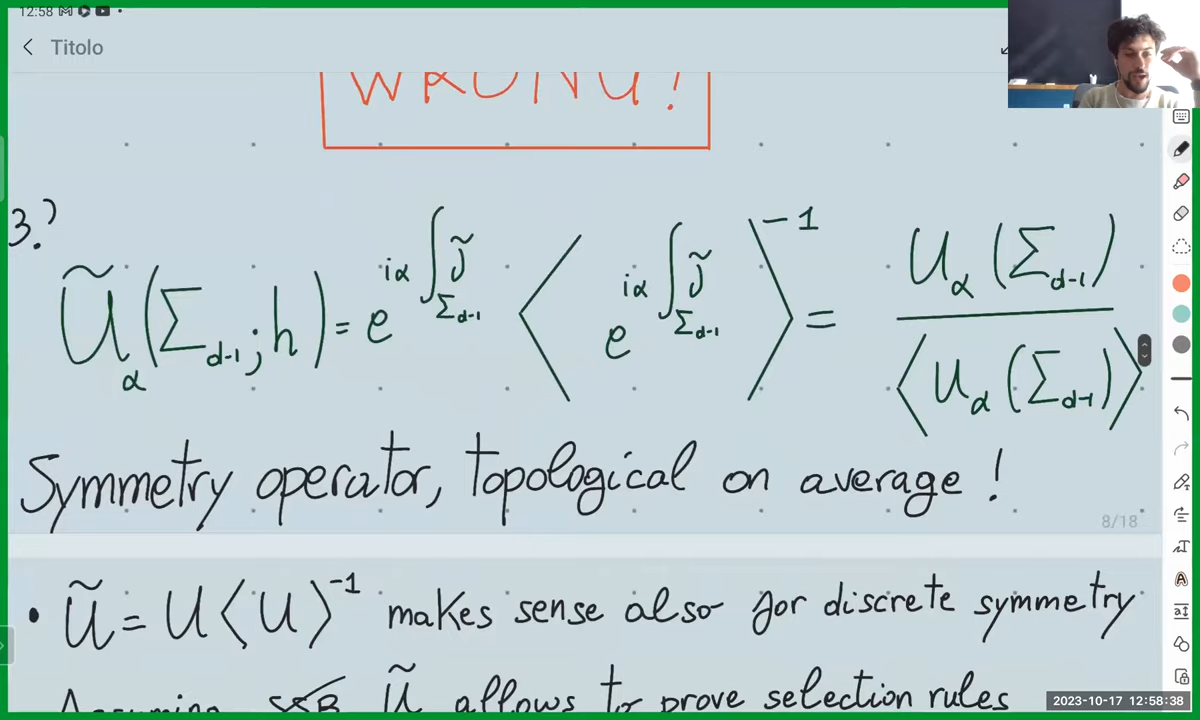 12:58
Titolo
WRONG!
3.)
Ũ_α(Σ_{d-1};h) = e^{iα∫_{Σ_{d-1}} J̃} ⟨e^{iα∫_{Σ_{d-1}} J̃}⟩^{-1} = U_α(Σ_{d-1}) / ⟨U_α(Σ_{d-1})⟩
Symmetry operator, topological on average!
8/18
• Ũ = U⟨U⟩^{-1} makes sense also for discrete symmetry
Assuming SSB Ũ allows to prove selection rules
2023-10-17 12:58:38